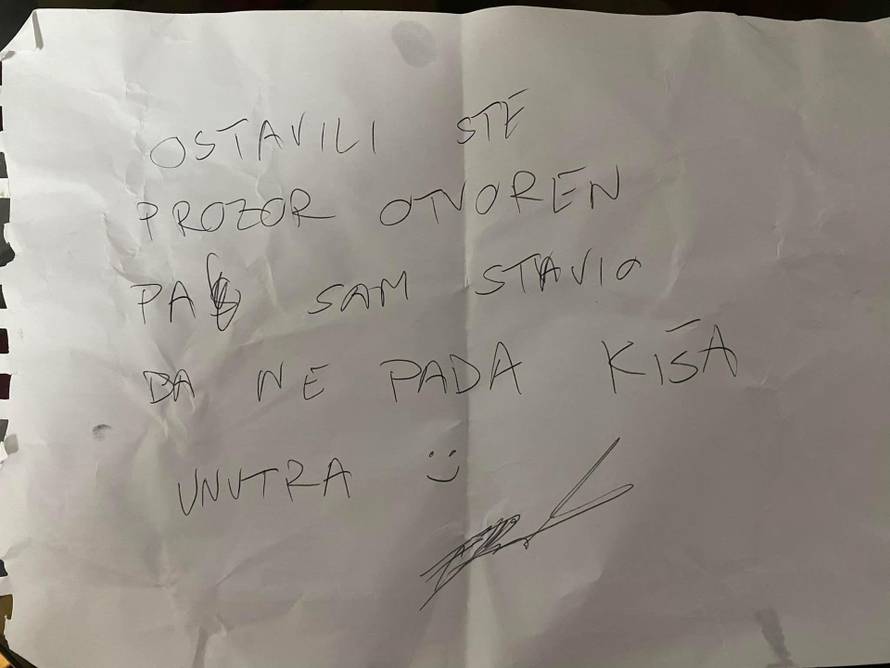 OSTAVILI STE
PROZOR OTVOREN
PA SAM STAVIO
DA NE PADA KIŠA
UNUTRA :)